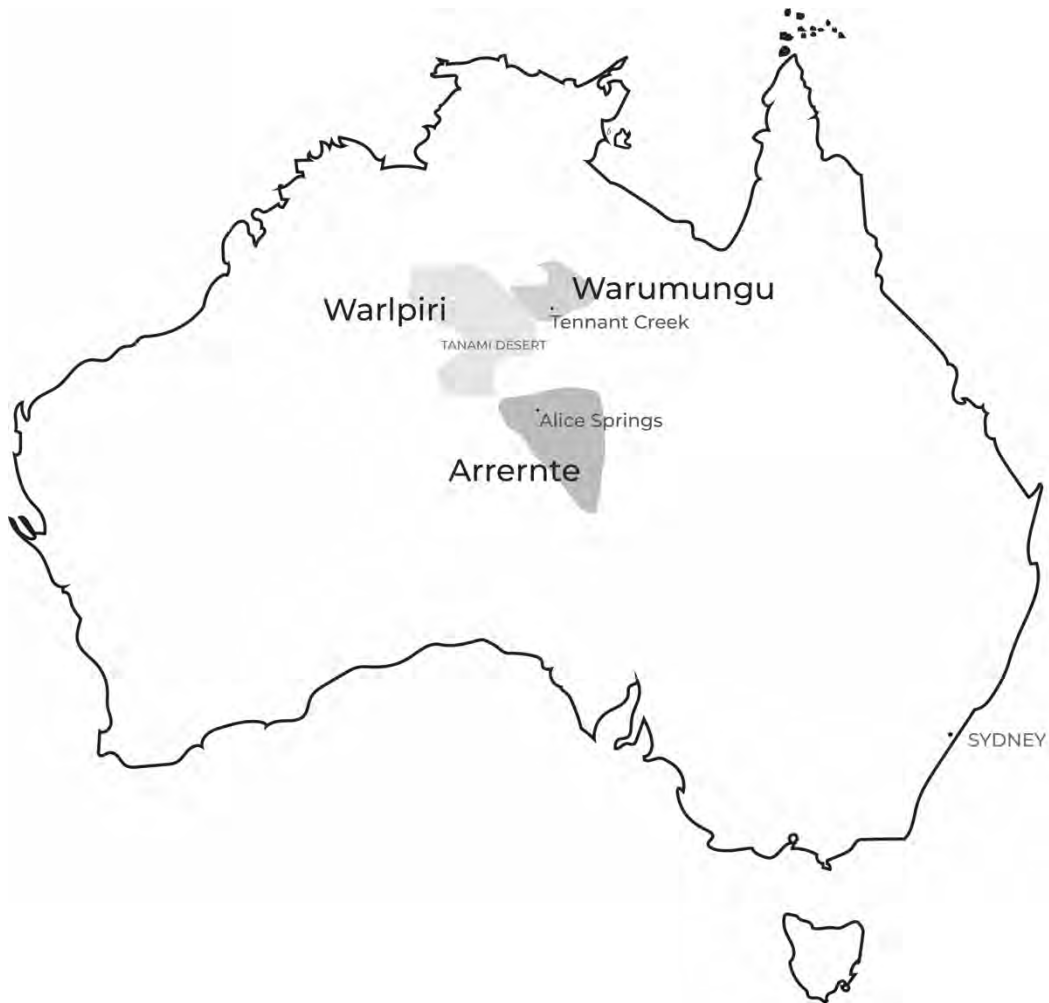 Warumungu
Warlpiri
Tennant Creek
TANAMI DESERT
Alice Springs
Arrernte
SYDNEY